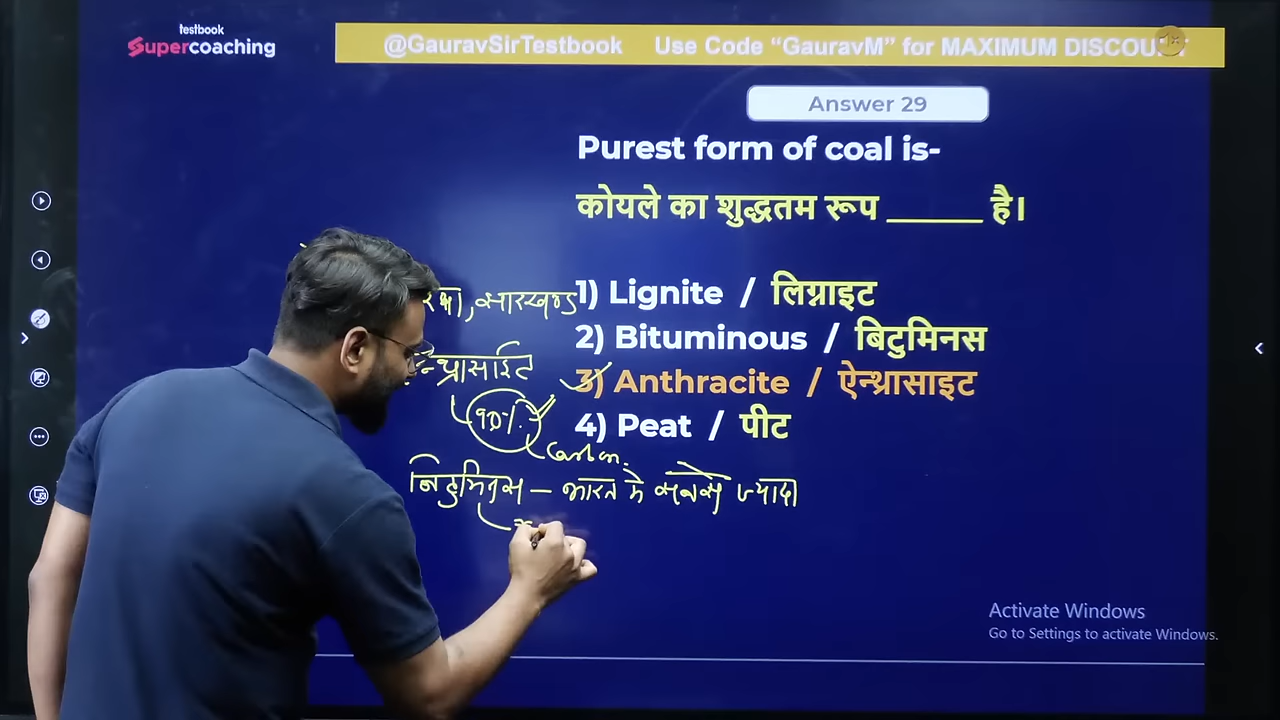 testbook
Supercoaching
@GauravSirTestbook Use Code “GauravM” for MAXIMUM DISCOUNT
Answer 29
Purest form of coal is-
कोयले का शुद्धतम रूप ______ है।
झारखण्ड
1) Lignite / लिग्नाइट
2) Bituminous / बिटुमिनस
थ्रासाईट
3) Anthracite / ऐन्थ्रासाइट
90%
4) Peat / पीट
Carbon
बिटुमिनस – भारत मे सबसे ज्यादा
Activate Windows
Go to Settings to activate Windows.